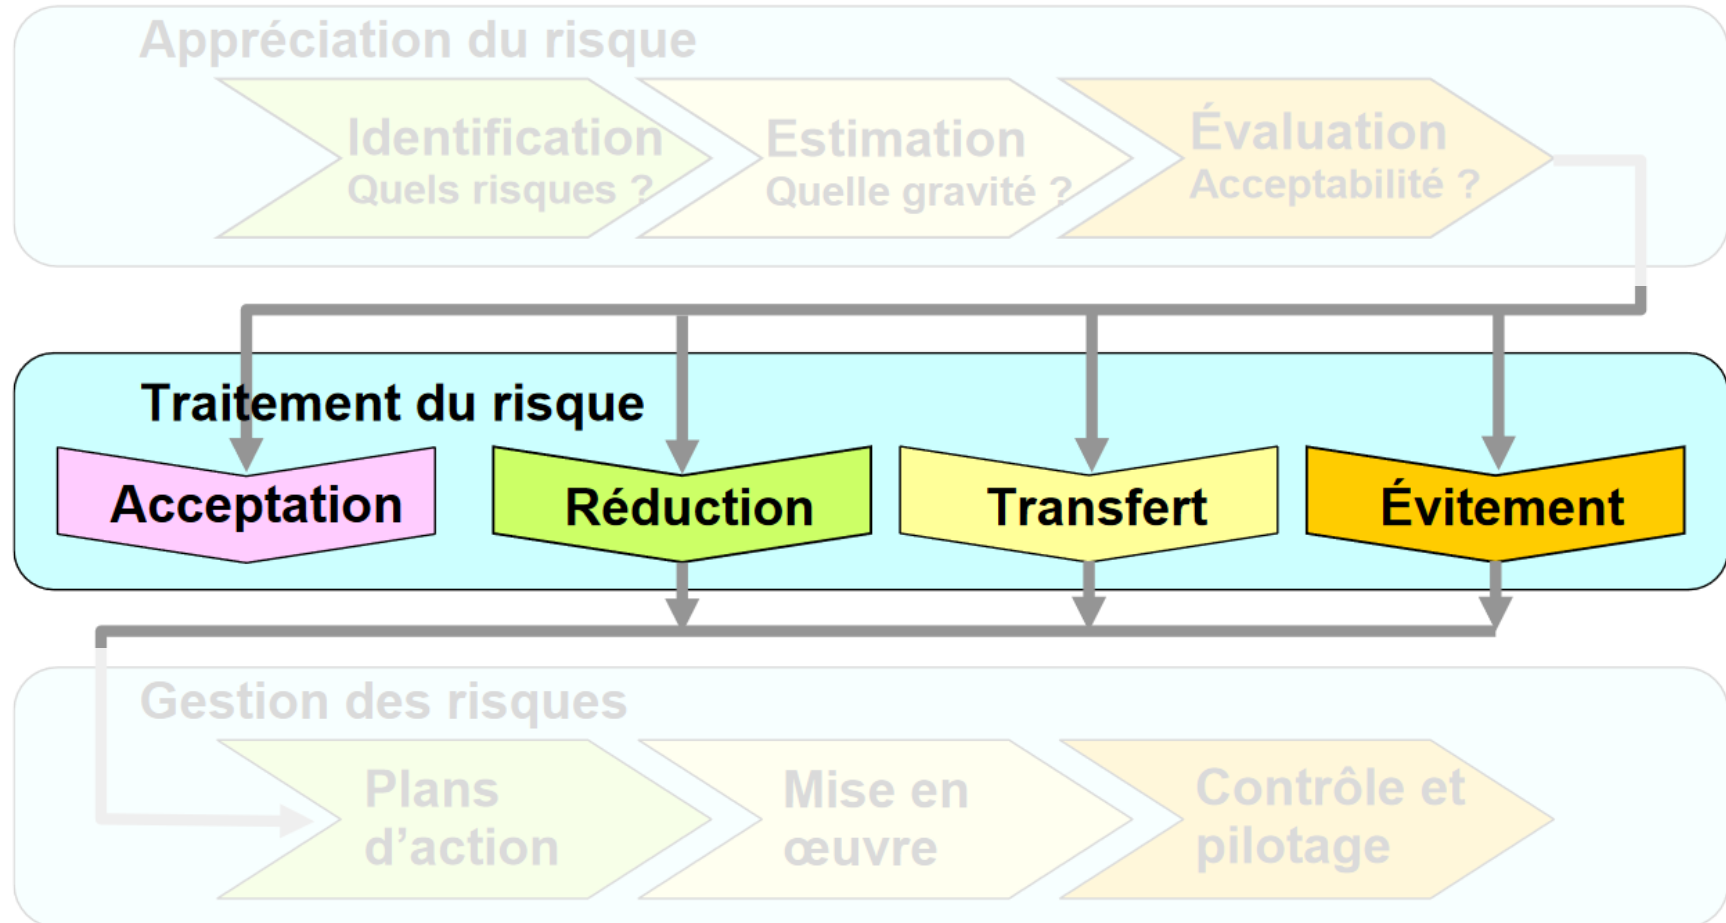 Appréciation du risque
Identification
Quels risques ?
Estimation
Quelle gravité ?
Évaluation
Acceptabilité ?
Traitement du risque
Acceptation
Réduction
Transfert
Évitement
Gestion des risques
Plans
d’action
Mise en
œuvre
Contrôle et
pilotage